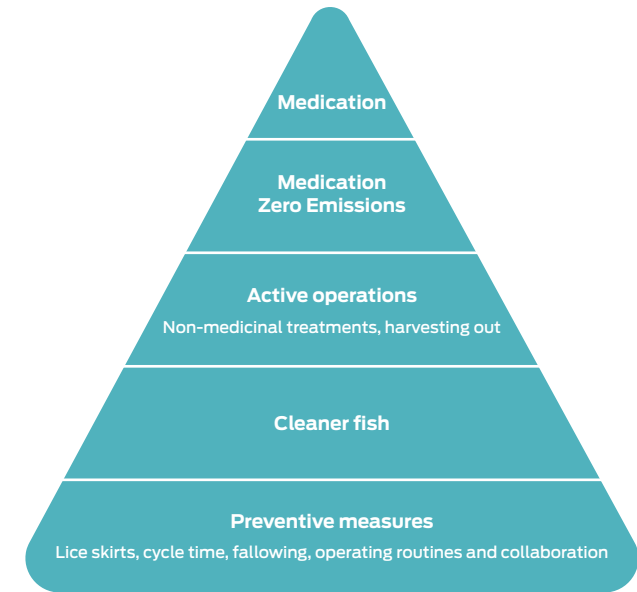 Medication
Medication
Zero Emissions
Active operations
Non-medicinal treatments, harvesting out
Cleaner fish
Preventive measures
Lice skirts, cycle time, fallowing, operating routines and collaboration